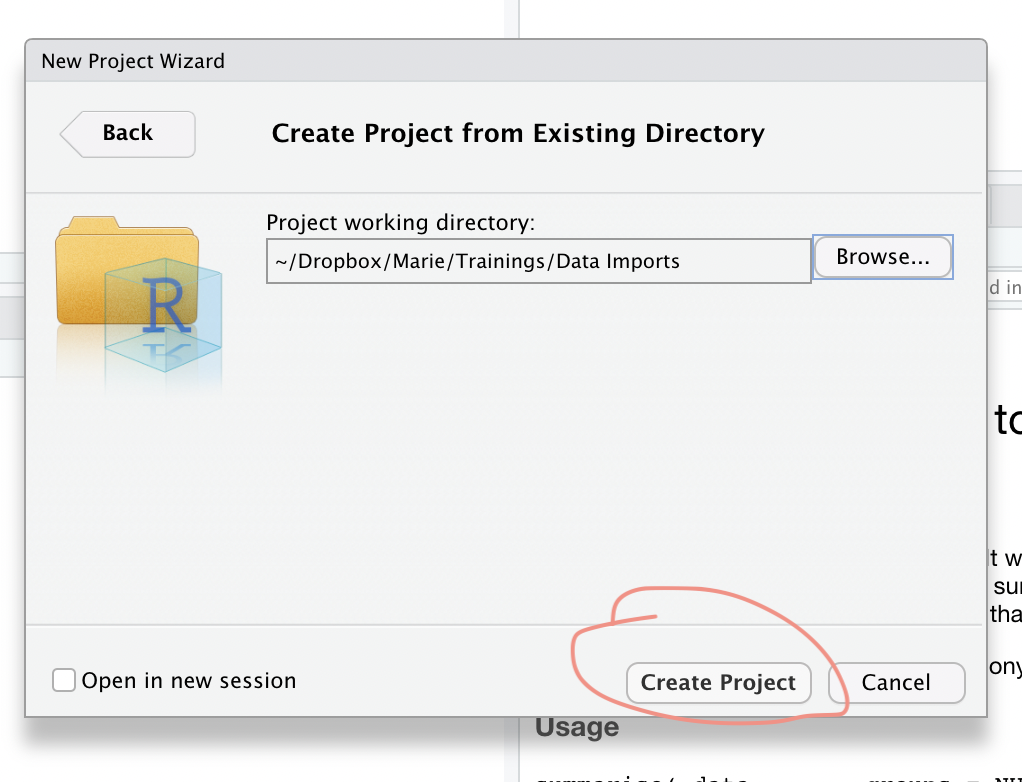 New Project Wizard
Back
Create Project from Existing Directory
R
Project working directory:
~/Dropbox/Marie/Trainings/Data Imports
Browse...
d in
to
t w
su
tha
ony
Open in new session
Create Project
Cancel
Usage